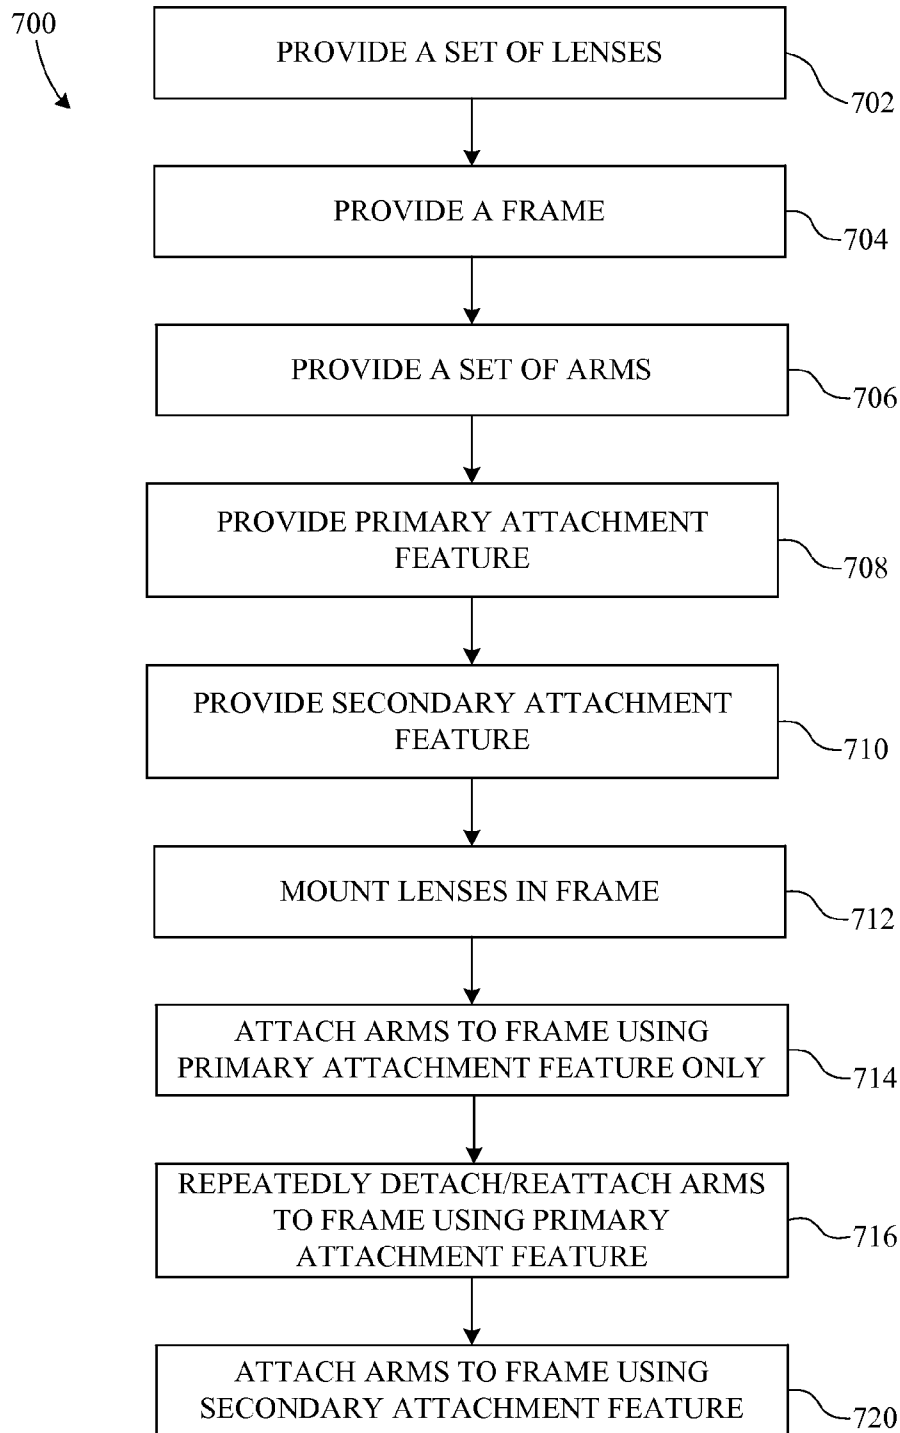 700
PROVIDE A SET OF LENSES
702
PROVIDE A FRAME
704
PROVIDE A SET OF ARMS
706
PROVIDE PRIMARY ATTACHMENT
FEATURE
708
PROVIDE SECONDARY ATTACHMENT
FEATURE
710
MOUNT LENSES IN FRAME
712
ATTACH ARMS TO FRAME USING
PRIMARY ATTACHMENT FEATURE ONLY
714
REPEATEDLY DETACH/REATTACH ARMS
TO FRAME USING PRIMARY
ATTACHMENT FEATURE
716
ATTACH ARMS TO FRAME USING
SECONDARY ATTACHMENT FEATURE
720